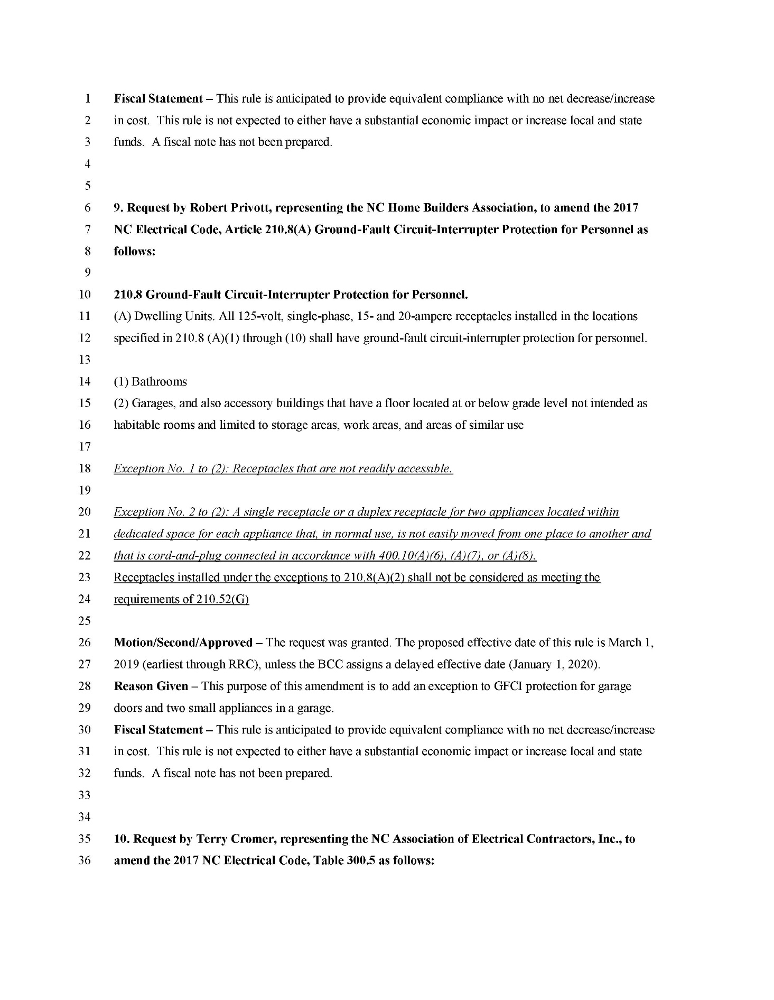 1 Fiscal Statement – This rule is anticipated to provide equivalent compliance with no net decrease/increase
2 in cost.  This rule is not expected to either have a substantial economic impact or increase local and state
3 funds.  A fiscal note has not been prepared.
4
5
6 9. Request by Robert Privott, representing the NC Home Builders Association, to amend the 2017
7 NC Electrical Code, Article 210.8(A) Ground-Fault Circuit-Interrupter Protection for Personnel as
8 follows:
9
10 210.8 Ground-Fault Circuit-Interrupter Protection for Personnel.
11 (A) Dwelling Units. All 125-volt, single-phase, 15- and 20-ampere receptacles installed in the locations
12 specified in 210.8 (A)(1) through (10) shall have ground-fault circuit-interrupter protection for personnel.
13
14 (1) Bathrooms
15 (2) Garages, and also accessory buildings that have a floor located at or below grade level not intended as
16 habitable rooms and limited to storage areas, work areas, and areas of similar use
17
18 Exception No. 1 to (2): Receptacles that are not readily accessible.
19
20 Exception No. 2 to (2): A single receptacle or a duplex receptacle for two appliances located within
21 dedicated space for each appliance that, in normal use, is not easily moved from one place to another and
22 that is cord-and-plug connected in accordance with 400.10(A)(6), (A)(7), or (A)(8).
23 Receptacles installed under the exceptions to 210.8(A)(2) shall not be considered as meeting the
24 requirements of 210.52(G)
25
26 Motion/Second/Approved – The request was granted. The proposed effective date of this rule is March 1,
27 2019 (earliest through RRC), unless the BCC assigns a delayed effective date (January 1, 2020).
28 Reason Given – This purpose of this amendment is to add an exception to GFCI protection for garage
29 doors and two small appliances in a garage.
30 Fiscal Statement – This rule is anticipated to provide equivalent compliance with no net decrease/increase
31 in cost.  This rule is not expected to either have a substantial economic impact or increase local and state
32 funds.  A fiscal note has not been prepared.
33
34
35 10. Request by Terry Cromer, representing the NC Association of Electrical Contractors, Inc., to
36 amend the 2017 NC Electrical Code, Table 300.5 as follows: